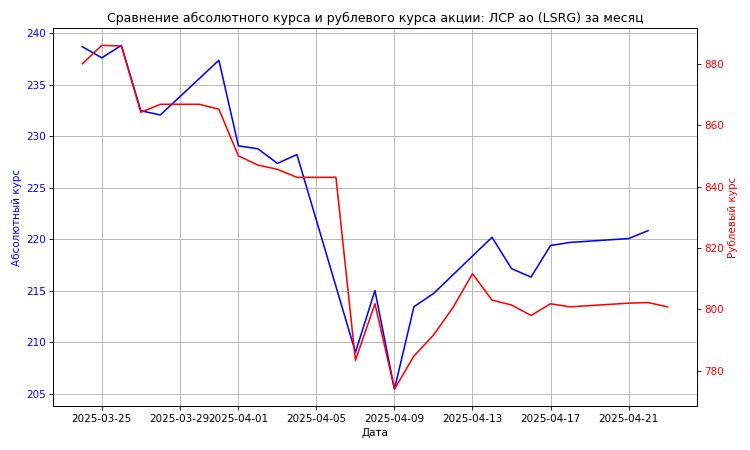 Сравнение абсолютного курса и рублевого курса акции: ЛСР ао (LSRG) за месяц
240
235
230
225
220
215
210
205
Абсолютный курс
880
860
840
820
800
780
Рублевый курс
2025-03-25 2025-03-29 2025-04-01 2025-04-05 2025-04-09 2025-04-13 2025-04-17 2025-04-21
Дата